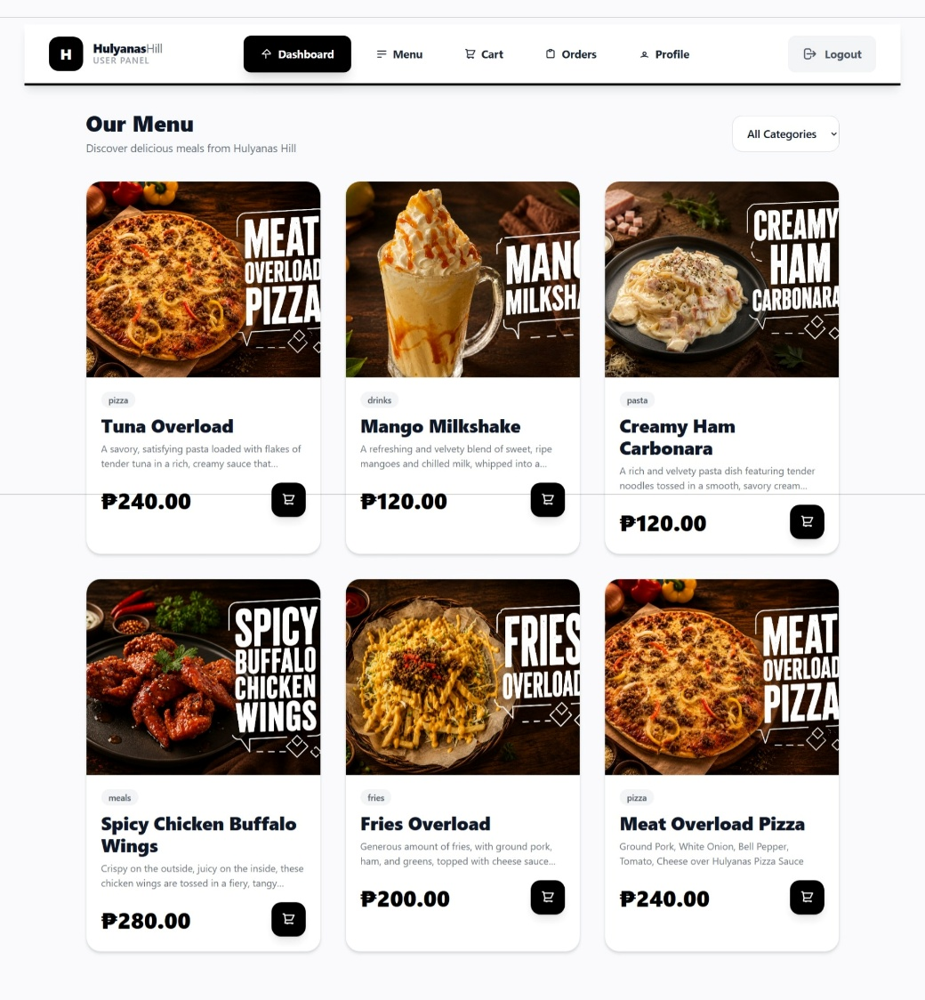 H
HulyanasHill
USER PANEL
Dashboard
Menu
Cart
Orders
Profile
Logout
Our Menu
Discover delicious meals from Hulyanas Hill
All Categories
MEAT
OVERLOAD
PIZZA
pizza
Tuna Overload
A savory, satisfying pasta loaded with flakes of
tender tuna in a rich, creamy sauce that...
₱240.00
MANG
MILKSHA
drinks
Mango Milkshake
A refreshing and velvety blend of sweet, ripe
mangoes and chilled milk, whipped into a...
₱120.00
CREAMY
HAM
CARBONARA
pasta
Creamy Ham
Carbonara
A rich and velvety pasta dish featuring tender
noodles tossed in a smooth, savory cream...
₱120.00
SPICY
BUFFALO
CHICKEN
WINGS
meals
Spicy Chicken Buffalo
Wings
Crispy on the outside, juicy on the inside, these
chicken wings are tossed in a fiery, tangy...
₱280.00
FRIES
OVERLOAD
fries
Fries Overload
Generous amount of fries, with ground pork,
ham, and greens, topped with cheese sauce...
₱200.00
MEAT
OVERLOAD
PIZZA
pizza
Meat Overload Pizza
Ground Pork, White Onion, Bell Pepper,
Tomato, Cheese over Hulyanas Pizza Sauce
₱240.00